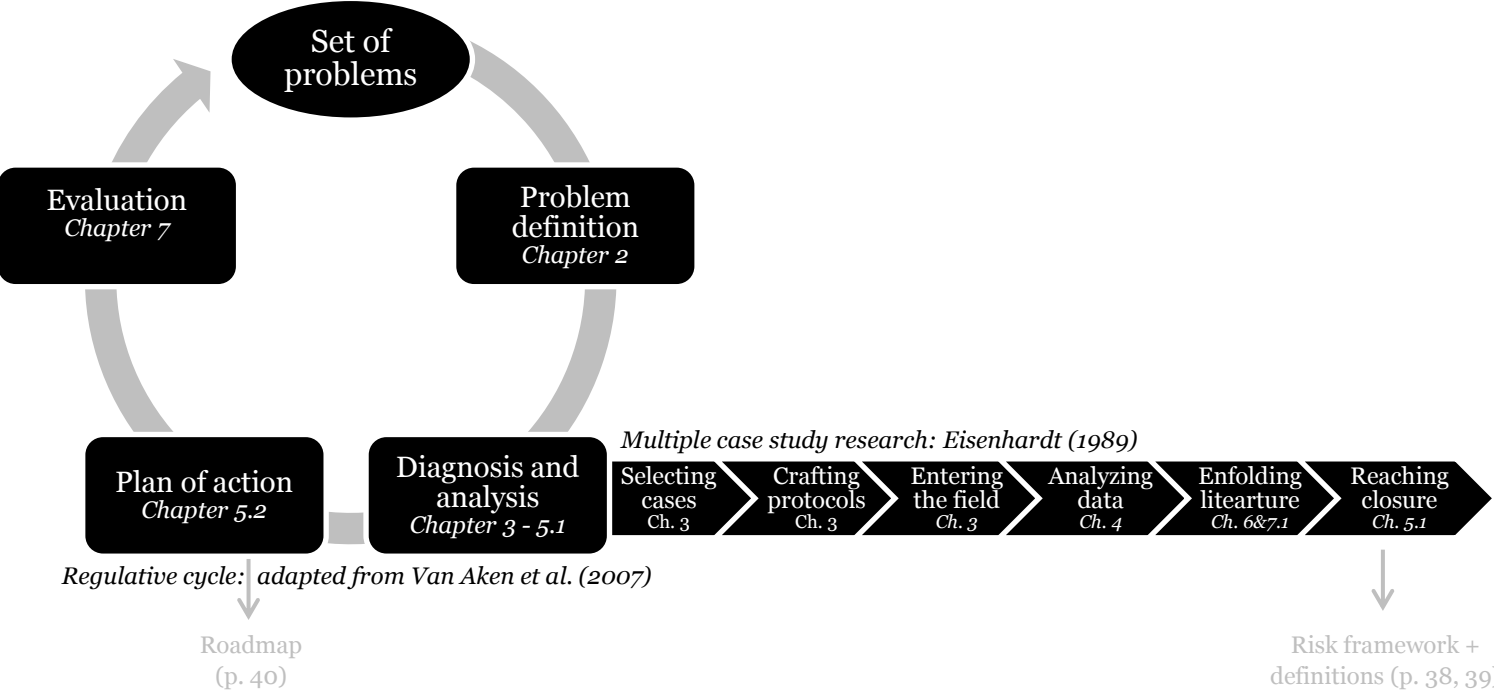 Set of
problems
Evaluation
Chapter 7
Problem
definition
Chapter 2
Plan of action
Chapter 5.2
Diagnosis and
analysis
Chapter 3 - 5.1
Multiple case study research: Eisenhardt (1989)
Selecting
cases
Ch. 3
Crafting
protocols
Ch. 3
Entering
the field
Ch. 3
Analyzing
data
Ch. 4
Enfolding
litearture
Ch. 6&7.1
Reaching
closure
Ch. 5.1
Regulative cycle: adapted from Van Aken et al. (2007)
Roadmap
(p. 40)
Risk framework +
definitions (p. 38, 39)